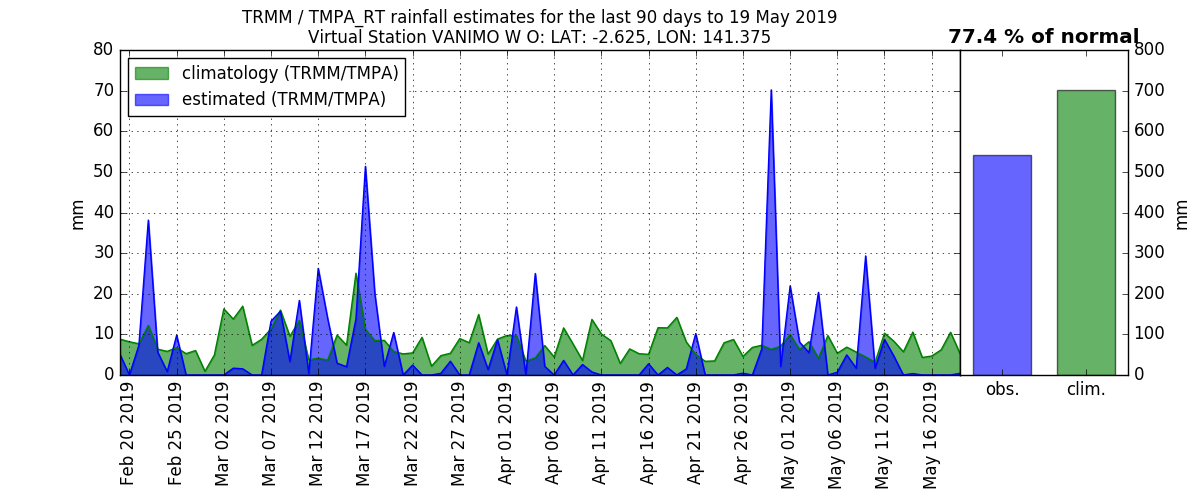 TRMM / TMPA_RT rainfall estimates for the last 90 days to 19 May 2019
Virtual Station VANIMO W O: LAT: -2.625, LON: 141.375
77.4 % of normal
climatology (TRMM/TMPA)
estimated (TRMM/TMPA)
mm
80
70
60
50
40
30
20
10
0
Feb 20 2019
Feb 25 2019
Mar 02 2019
Mar 07 2019
Mar 12 2019
Mar 17 2019
Mar 22 2019
Mar 27 2019
Apr 01 2019
Apr 06 2019
Apr 11 2019
Apr 16 2019
Apr 21 2019
Apr 26 2019
May 01 2019
May 06 2019
May 11 2019
May 16 2019
obs.
clim.
800
700
600
500
400
300
200
100
0
mm